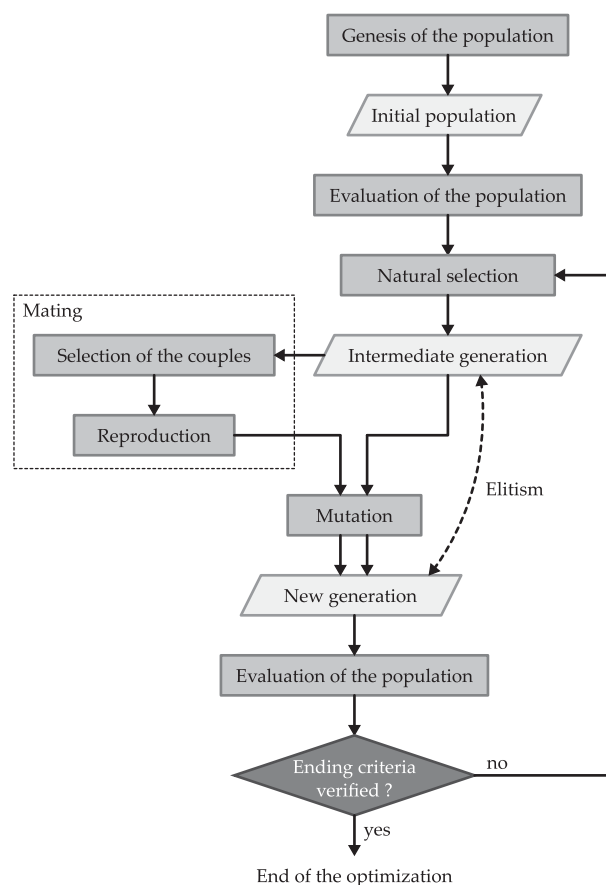 Genesis of the population
Initial population
Evaluation of the population
Natural selection
Mating
Selection of the couples
Intermediate generation
Reproduction
Elitism
Mutation
New generation
Evaluation of the population
Ending criteria
verified ?
no
yes
End of the optimization